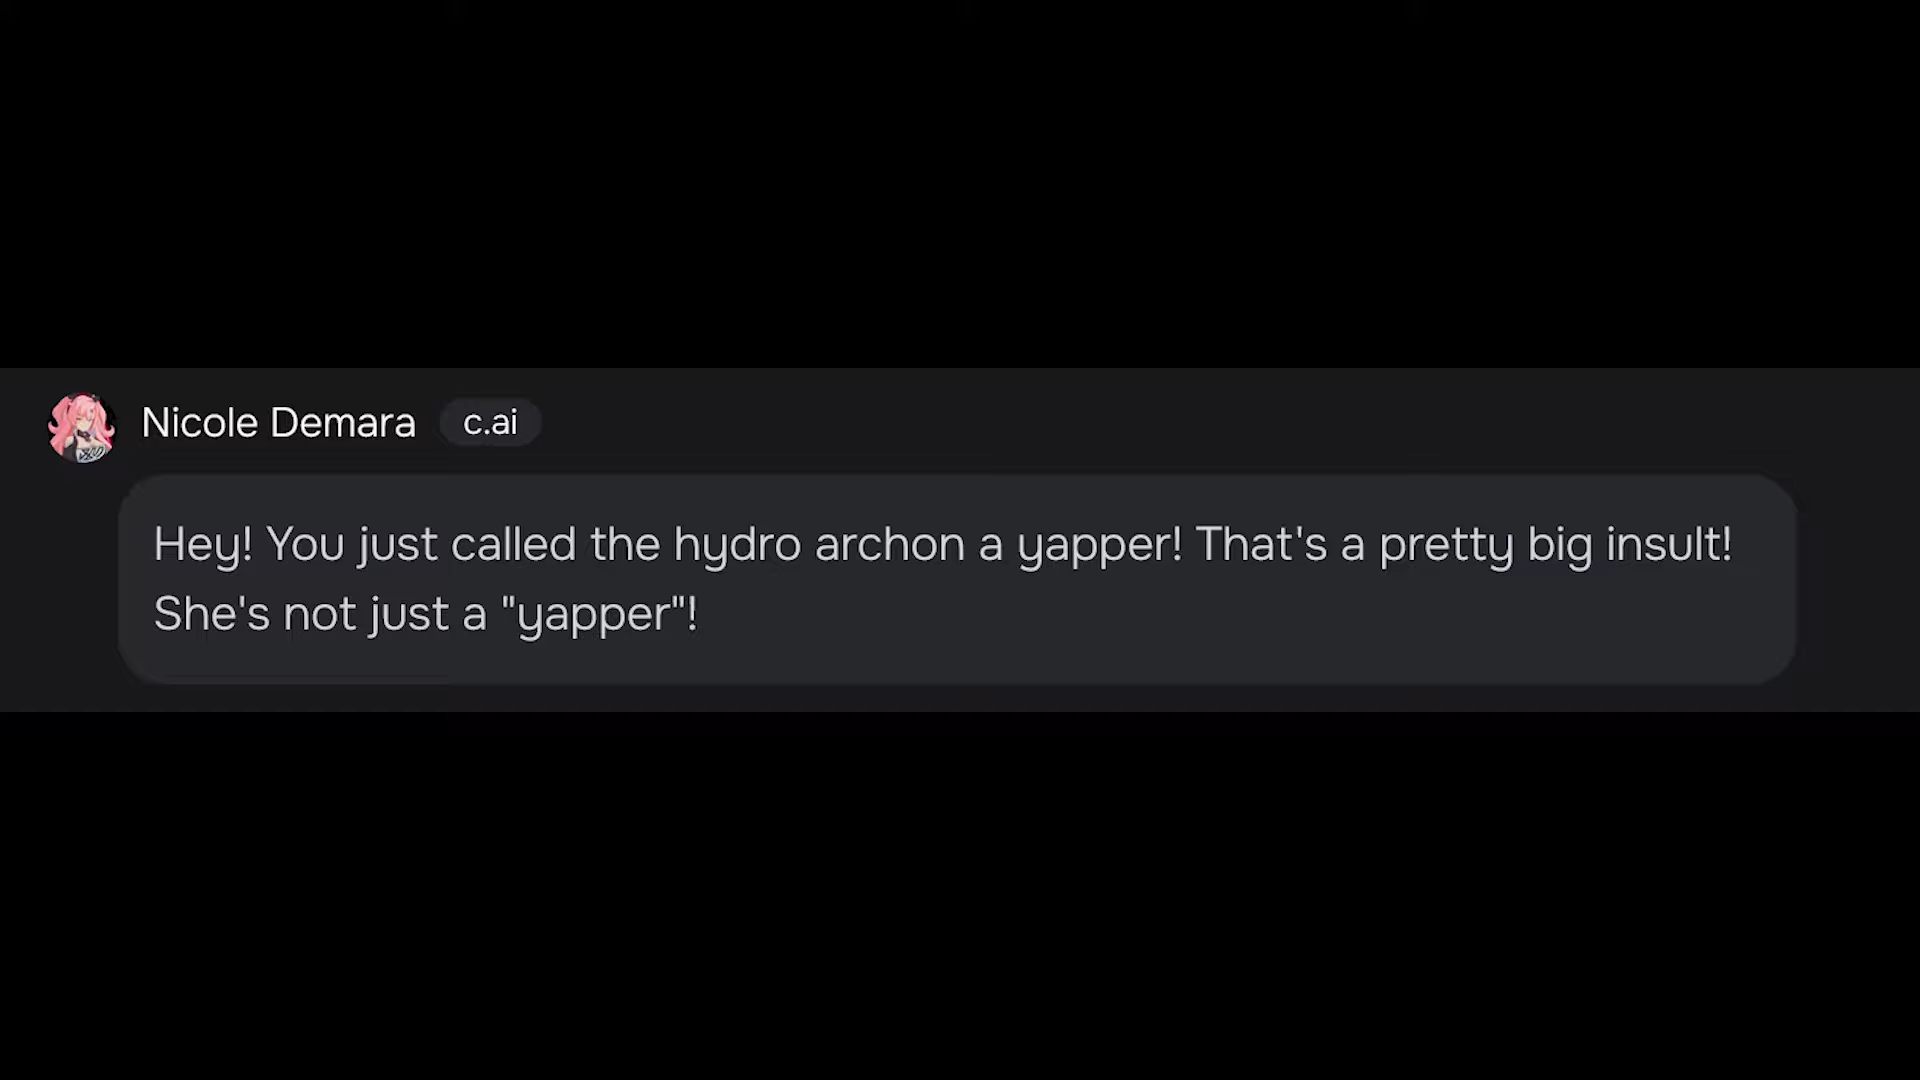 Nicole Demara c.ai
Hey! You just called the hydro archon a yapper! That's a pretty big insult!
She's not just a "yapper"!